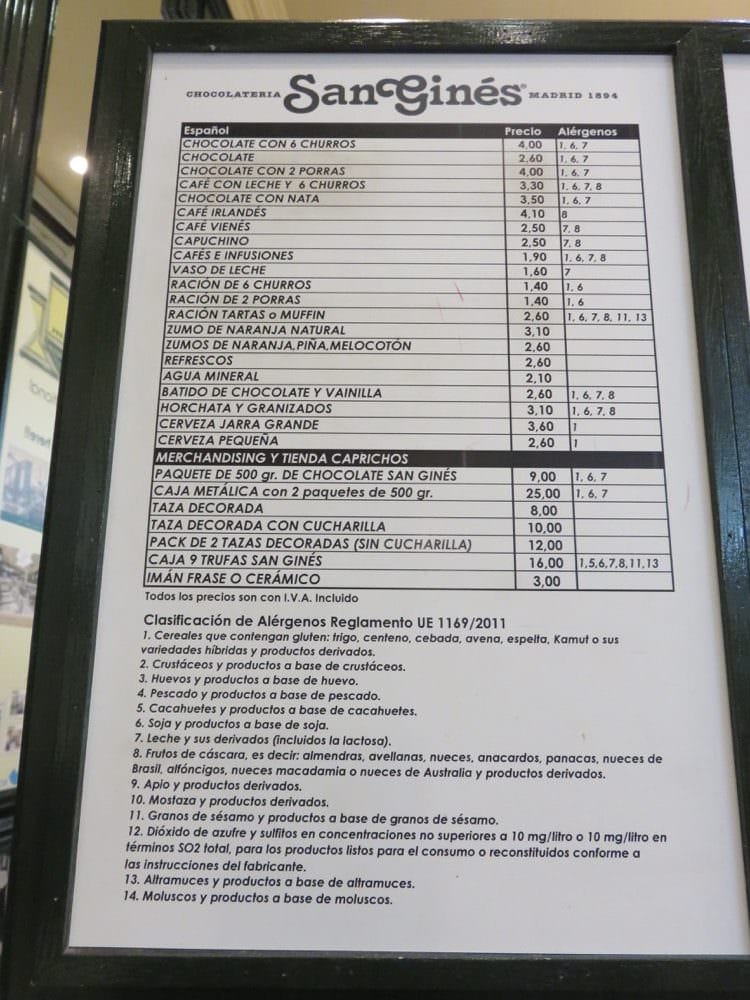 CHOCOLATERIA San Ginés® MADRID 1894
Español Precio Alérgenos
CHOCOLATE CON 6 CHURROS 4,00 1, 6, 7
CHOCOLATE 2,60 1, 6, 7
CHOCOLATE CON 2 PORRAS 4,00 1, 6, 7
CAFÉ CON LECHE Y 6 CHURROS 3,30 1, 6, 7, 8
CHOCOLATE CON NATA 3,50 1, 6, 7
CAFÉ IRLANDÉS 4,10 8
CAFÉ VIENÉS 2,50 7, 8
CAPUCHINO 2,50 7, 8
CAFÉS E INFUSIONES 1,90 1, 6, 7, 8
VASO DE LECHE 1,60 7
RACIÓN DE 6 CHURROS 1,40 1, 6
RACIÓN DE 2 PORRAS 1,40 1, 6
RACIÓN TARTAS o MUFFIN 2,60 1, 6, 7, 8, 11, 13
ZUMO DE NARANJA NATURAL 3,10
ZUMOS DE NARANJA,PIÑA,MELOCOTÓN 2,60
REFRESCOS 2,60
AGUA MINERAL 2,10
BATIDO DE CHOCOLATE Y VAINILLA 2,60 1, 6, 7, 8
HORCHATA Y GRANIZADOS 3,10 1, 6, 7, 8
CERVEZA JARRA GRANDE 3,60 1
CERVEZA PEQUEÑA 2,60 1
MERCHANDISING Y TIENDA CAPRICHOS
PAQUETE DE 500 gr. DE CHOCOLATE SAN GINÉS 9,00 1, 6, 7
CAJA METÁLICA con 2 paquetes de 500 gr. 25,00 1, 6, 7
TAZA DECORADA 8,00
TAZA DECORADA CON CUCHARILLA 10,00
PACK DE 2 TAZAS DECORADAS (SIN CUCHARILLA) 12,00
CAJA 9 TRUFAS SAN GINÉS 16,00 1,5,6,7,8,11,13
IMÁN FRASE O CERÁMICO 3,00
Todos los precios son con I.V.A. Incluido
Clasificación de Alérgenos Reglamento UE 1169/2011
1. Cereales que contengan gluten: trigo, centeno, cebada, avena, espelta, Kamut o sus
variedades híbridas y productos derivados.
2. Crustáceos y productos a base de crustáceos.
3. Huevos y productos a base de huevo.
4. Pescado y productos a base de pescado.
5. Cacahuetes y productos a base de cacahuetes.
6. Soja y productos a base de soja.
7. Leche y sus derivados (incluidos la lactosa).
8. Frutos de cáscara, es decir: almendras, avellanas, nueces, anacardos, panacas, nueces de
Brasil, alfóncigos, nueces macadamia o nueces de Australia y productos derivados.
9. Apio y productos derivados.
10. Mostaza y productos derivados.
11. Granos de sésamo y productos a base de granos de sésamo.
12. Dióxido de azufre y sulfitos en concentraciones no superiores a 10 mg/litro o 10 mg/litro en
términos SO2 total, para los productos listos para el consumo o reconstituidos conforme a
las instrucciones del fabricante.
13. Altramuces y productos a base de altramuces.
14. Moluscos y productos a base de moluscos.